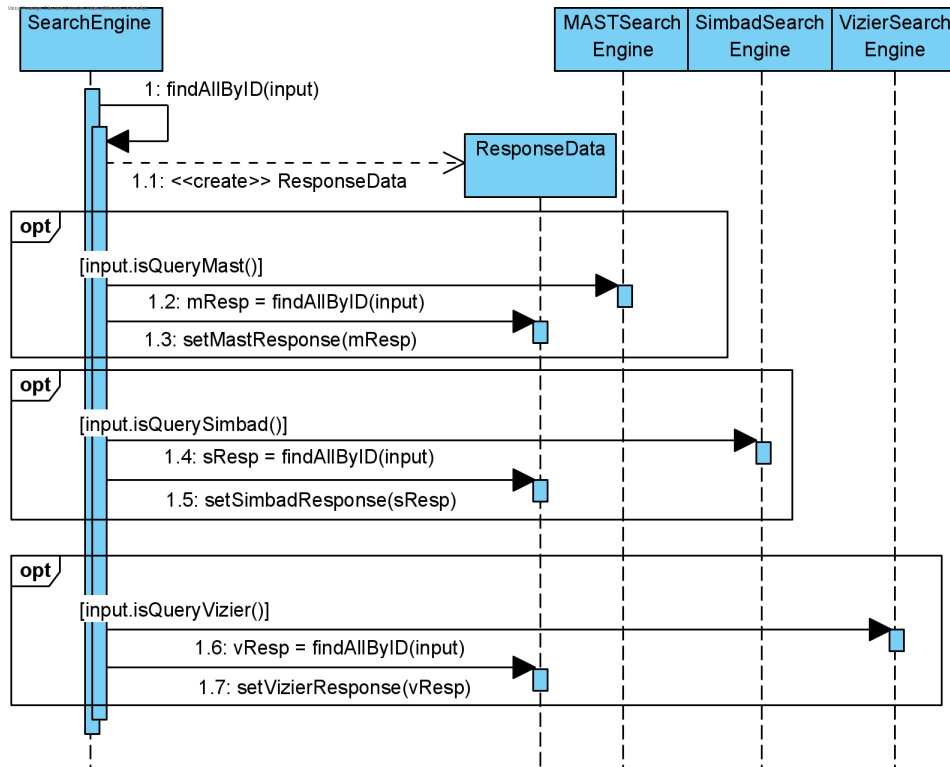 SearchEngine
MASTSearch
Engine
SimbadSearch
Engine
VizierSearch
Engine
1: findAllByID(input)
ResponseData
1.1: <<create>> ResponseData
opt
[input.isQueryMast()]
1.2: mResp = findAllByID(input)
1.3: setMastResponse(mResp)
opt
[input.isQuerySimbad()]
1.4: sResp = findAllByID(input)
1.5: setSimbadResponse(sResp)
opt
[input.isQueryVizier()]
1.6: vResp = findAllByID(input)
1.7: setVizierResponse(vResp)